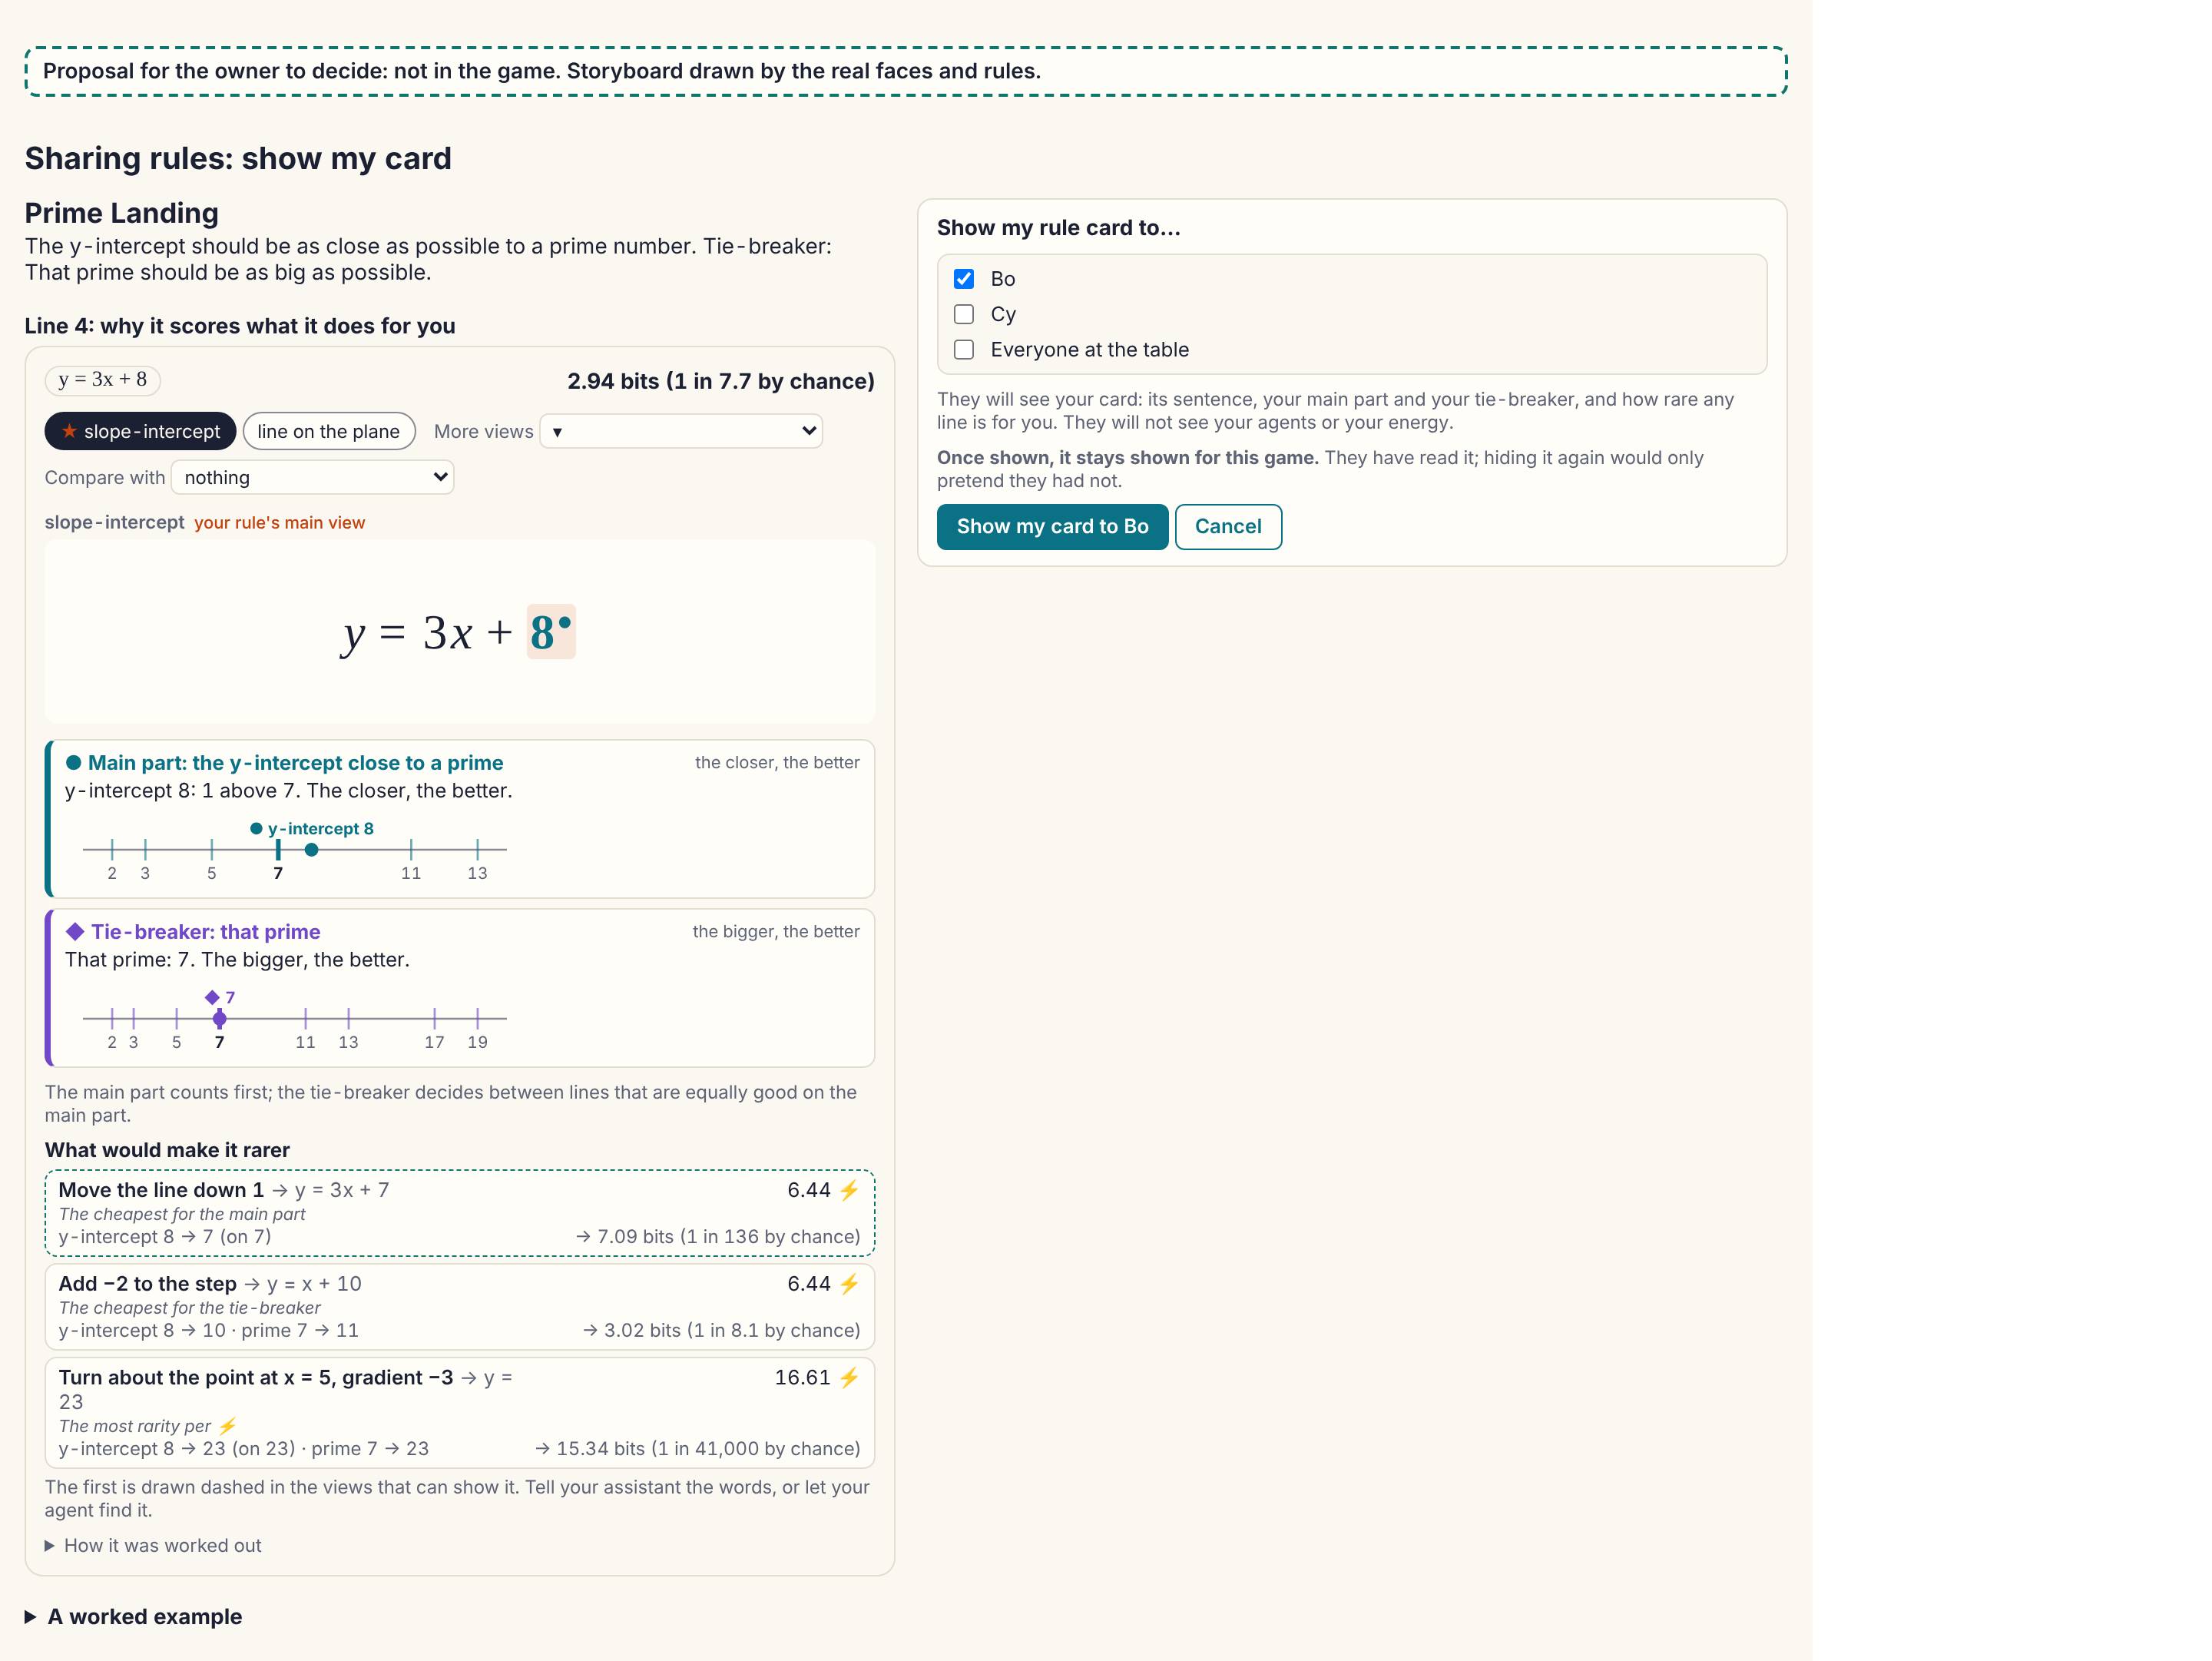 Proposal for the owner to decide: not in the game. Storyboard drawn by the real faces and rules.
Sharing rules: show my card
Prime Landing
The y-intercept should be as close as possible to a prime number. Tie-breaker:
That prime should be as big as possible.
Line 4: why it scores what it does for you
y = 3x + 8
2.94 bits (1 in 7.7 by chance)
★ slope-intercept
line on the plane
More views
▾
Compare with
nothing
slope-intercept your rule's main view
y = 3x + 8
● Main part: the y-intercept close to a prime
the closer, the better
y-intercept 8: 1 above 7. The closer, the better.
● y-intercept 8
2 3 5 7 11 13
◆ Tie-breaker: that prime
the bigger, the better
That prime: 7. The bigger, the better.
◆ 7
2 3 5 7 11 13 17 19
The main part counts first; the tie-breaker decides between lines that are equally good on the
main part.
What would make it rarer
Move the line down 1 → y = 3x + 7
6.44 ⚡
The cheapest for the main part
y-intercept 8 → 7 (on 7)
→ 7.09 bits (1 in 136 by chance)
Add −2 to the step → y = x + 10
6.44 ⚡
The cheapest for the tie-breaker
y-intercept 8 → 10 · prime 7 → 11
→ 3.02 bits (1 in 8.1 by chance)
Turn about the point at x = 5, gradient −3 → y =
23
16.61 ⚡
The most rarity per ⚡
y-intercept 8 → 23 (on 23) · prime 7 → 23
→ 15.34 bits (1 in 41,000 by chance)
The first is drawn dashed in the views that can show it. Tell your assistant the words, or let your
agent find it.
▶ How it was worked out
▶ A worked example
Show my rule card to…
Bo
Cy
Everyone at the table
They will see your card: its sentence, your main part and your tie-breaker, and how rare any
line is for you. They will not see your agents or your energy.
Once shown, it stays shown for this game. They have read it; hiding it again would only
pretend they had not.
Show my card to Bo
Cancel